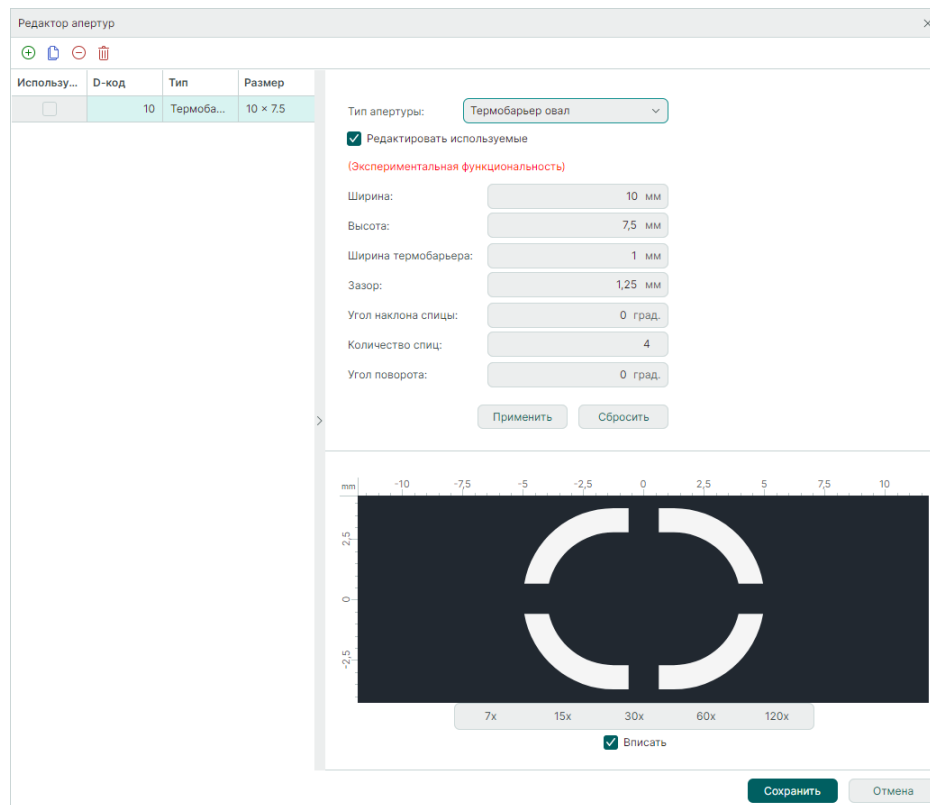 Редактор апертур
Использу... D-код Тип Размер
10 Термоба... 10 × 7.5
Тип апертуры: Термобарьер овал
Редактировать используемые
(Экспериментальная функциональность)
Ширина: 10 мм
Высота: 7,5 мм
Ширина термобарьера: 1 мм
Зазор: 1,25 мм
Угол наклона спицы: 0 град.
Количество спиц: 4
Угол поворота: 0 град.
Применить Сбросить
mm -10 -7,5 -5 -2,5 0 2,5 5 7,5 10
2,5
0
-2,5
7x 15x 30x 60x 120x
Вписать
Сохранить Отмена